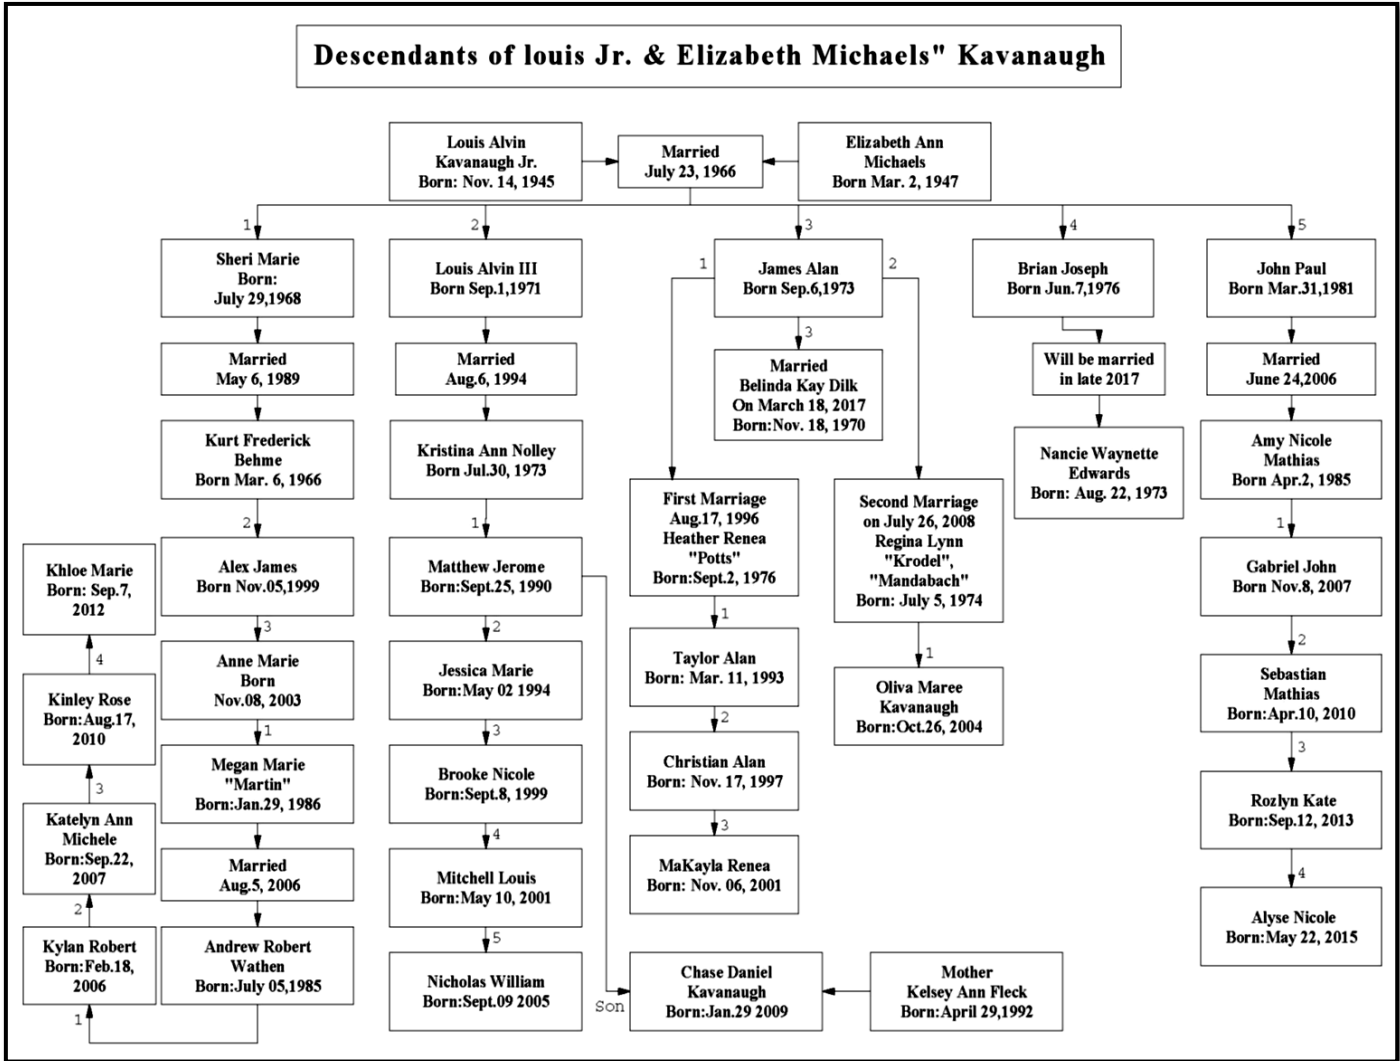 Descendants of louis Jr. & Elizabeth Michaels" Kavanaugh
Louis Alvin
Kavanaugh Jr.
Born: Nov. 14, 1945
Married
July 23, 1966
Elizabeth Ann
Michaels
Born Mar. 2, 1947
1
Sheri Marie
Born:
July 29,1968
Married
May 6, 1989
Kurt Frederick
Behme
Born Mar. 6, 1966
2
Alex James
Born Nov.05,1999
3
Anne Marie
Born
Nov.08, 2003
1
Megan Marie
"Martin"
Born:Jan.29, 1986
Married
Aug.5, 2006
Andrew Robert
Wathen
Born:July 05,1985
1
Kylan Robert
Born:Feb.18,
2006
2
Katelyn Ann
Michele
Born:Sep.22,
2007
3
Kinley Rose
Born:Aug.17,
2010
4
Khloe Marie
Born: Sep.7,
2012
2
Louis Alvin III
Born Sep.1,1971
Married
Aug.6, 1994
Kristina Ann Nolley
Born Jul.30, 1973
1
Matthew Jerome
Born:Sept.25, 1990
2
Jessica Marie
Born:May 02 1994
3
Brooke Nicole
Born:Sept.8, 1999
4
Mitchell Louis
Born:May 10, 2001
5
Nicholas William
Born:Sept.09 2005
Son
Chase Daniel
Kavanaugh
Born:Jan.29 2009
Mother
Kelsey Ann Fleck
Born:April 29,1992
3
James Alan
Born Sep.6,1973
1
First Marriage
Aug.17, 1996
Heather Renea
"Potts"
Born:Sept.2, 1976
1
Taylor Alan
Born: Mar. 11, 1993
2
Christian Alan
Born: Nov. 17, 1997
3
MaKayla Renea
Born: Nov. 06, 2001
2
Second Marriage
on July 26, 2008
Regina Lynn
"Krodel",
"Mandabach"
Born: July 5, 1974
1
Oliva Maree
Kavanaugh
Born:Oct.26, 2004
3
Married
Belinda Kay Dilk
On March 18, 2017
Born:Nov. 18, 1970
4
Brian Joseph
Born Jun.7,1976
Will be married
in late 2017
Nancie Waynette
Edwards
Born: Aug. 22, 1973
5
John Paul
Born Mar.31,1981
Married
June 24,2006
Amy Nicole
Mathias
Born Apr.2, 1985
1
Gabriel John
Born Nov.8, 2007
2
Sebastian
Mathias
Born:Apr.10, 2010
3
Rozlyn Kate
Born:Sep.12, 2013
4
Alyse Nicole
Born:May 22, 2015